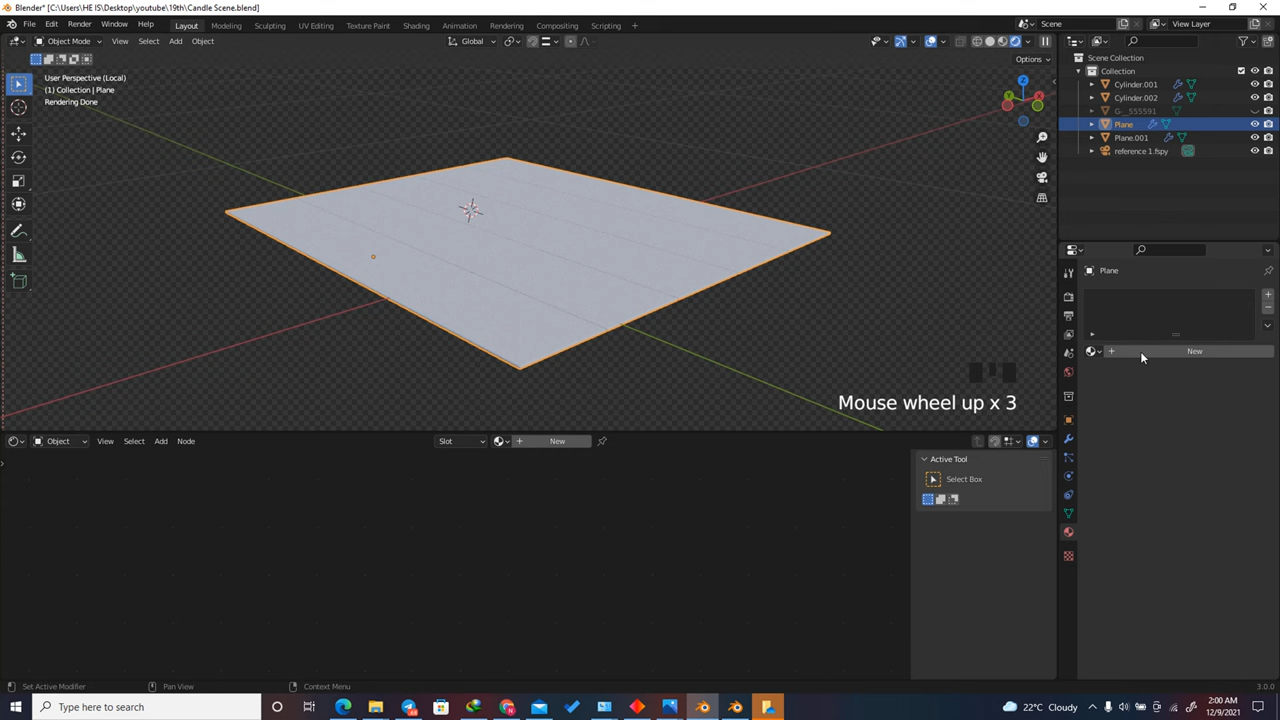 Blender* [C:\Users\HE IS\Desktop\youtube\19th\Candle Scene.blend]
File Edit Render Window Help Layout Modeling Sculpting UV Editing Texture Paint Shading Animation Rendering Compositing Scripting + Scene View Layer
Object Mode View Select Add Object Global
Options
User Perspective (Local)
(1) Collection | Plane
Rendering Done
Z
Y
X
Scene Collection
Collection
Cylinder.001
Cylinder.002
G-_555591
Plane
Plane.001
reference 1.fspy
Plane
New
Mouse wheel up x 3
Object View Select Add Node Slot New
Active Tool
Select Box
Set Active Modifier Pan View Context Menu 3.0.0
Type here to search
22°C Cloudy
ENG
2:00 AM
12/9/2021